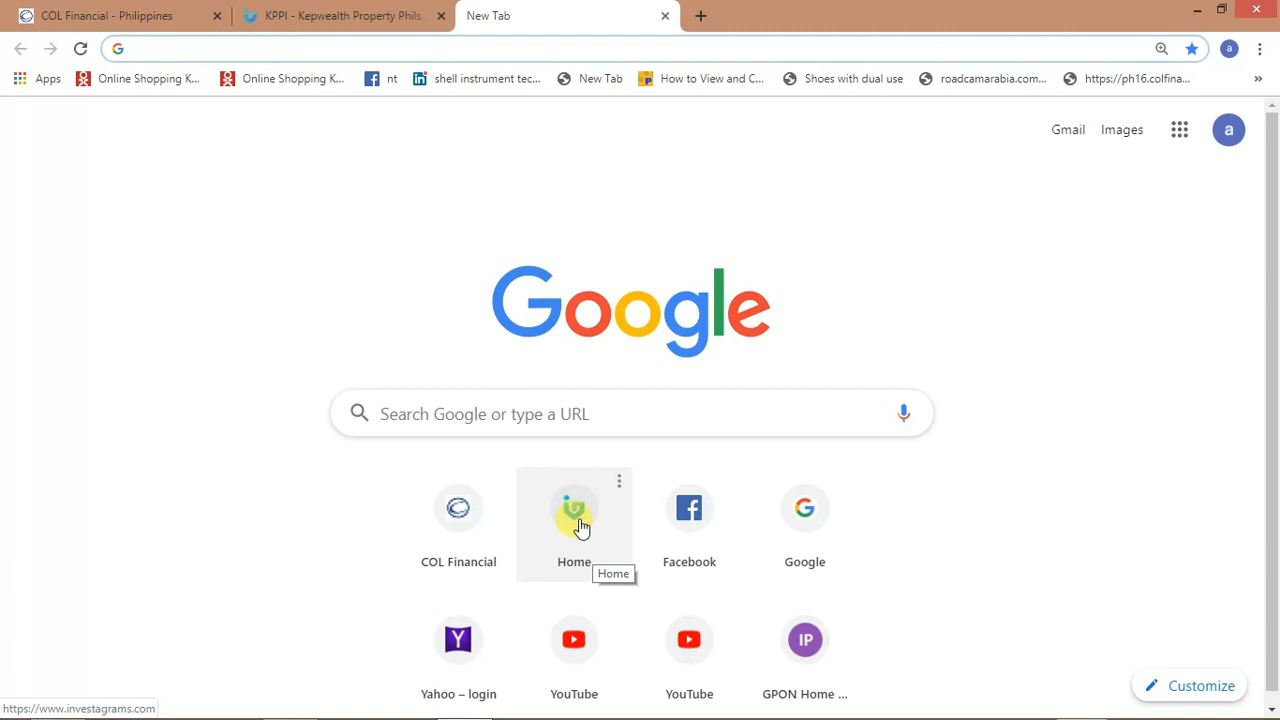 COL Financial - Philippines
KPPI - Kepwealth Property Phils.
New Tab
a
Apps
Online Shopping K...
Online Shopping K...
nt
shell instrument tec...
New Tab
How to View and C...
Shoes with dual use
roadcamarabia.com...
https://ph16.colfina...
»
Gmail
Images
a
Google
Search Google or type a URL
COL Financial
Home
Facebook
Google
Home
Y
IP
Yahoo – login
YouTube
YouTube
GPON Home ...
Customize
https://www.investagrams.com